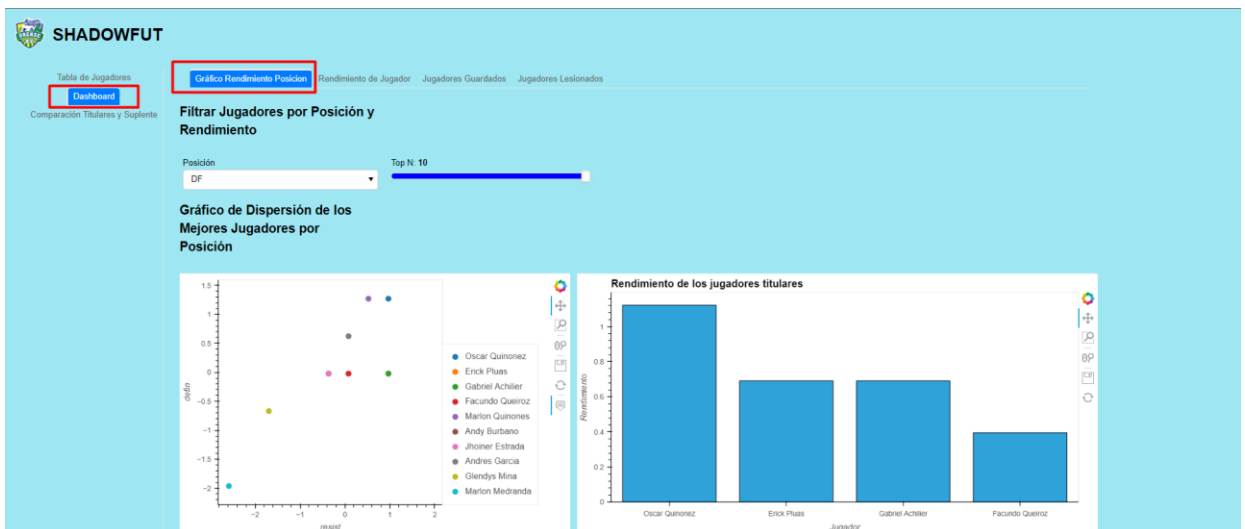 SHADOWFUT
Tabla de Jugadores
Dashboard
Comparación Titulares y Suplente
Gráfico Rendimiento Posicion Rendimiento de Jugador Jugadores Guardados Jugadores Lesionados
Filtrar Jugadores por Posición y
Rendimiento
Posición
DF
Top N: 10
Gráfico de Dispersión de los
Mejores Jugadores por
Posición
1.5
1
0.5
0
−0.5
−1
−1.5
−2
defin
−2 −1 0 1 2
resist
Oscar Quinonez
Erick Pluas
Gabriel Achilier
Facundo Queiroz
Marlon Quinones
Andy Burbano
Jhoiner Estrada
Andres Garcia
Glendys Mina
Marlon Medranda
Rendimiento de los jugadores titulares
1
0.8
0.6
0.4
0.2
0
Rendimiento
Oscar Quinonez Erick Pluas Gabriel Achilier Facundo Queiroz
Jugador